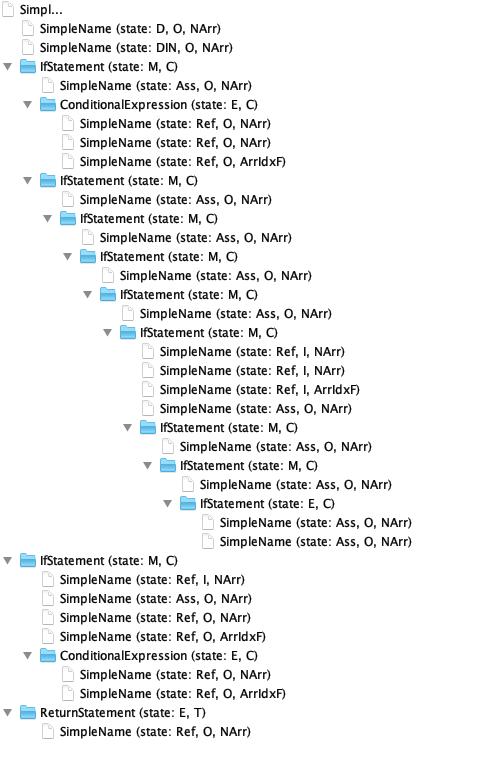 Simpl...
SimpleName (state: D, O, NArr)
SimpleName (state: DIN, O, NArr)
IfStatement (state: M, C)
SimpleName (state: Ass, O, NArr)
ConditionalExpression (state: E, C)
SimpleName (state: Ref, O, NArr)
SimpleName (state: Ref, O, NArr)
SimpleName (state: Ref, O, ArrIdxF)
IfStatement (state: M, C)
SimpleName (state: Ass, O, NArr)
IfStatement (state: M, C)
SimpleName (state: Ass, O, NArr)
IfStatement (state: M, C)
SimpleName (state: Ass, O, NArr)
IfStatement (state: M, C)
SimpleName (state: Ass, O, NArr)
IfStatement (state: M, C)
SimpleName (state: Ref, I, NArr)
SimpleName (state: Ref, I, NArr)
SimpleName (state: Ref, I, ArrIdxF)
SimpleName (state: Ass, O, NArr)
IfStatement (state: M, C)
SimpleName (state: Ass, O, NArr)
IfStatement (state: M, C)
SimpleName (state: Ass, O, NArr)
IfStatement (state: E, C)
SimpleName (state: Ass, O, NArr)
SimpleName (state: Ass, O, NArr)
IfStatement (state: M, C)
SimpleName (state: Ref, I, NArr)
SimpleName (state: Ass, O, NArr)
SimpleName (state: Ref, O, NArr)
SimpleName (state: Ref, O, ArrIdxF)
ConditionalExpression (state: E, C)
SimpleName (state: Ref, O, NArr)
SimpleName (state: Ref, O, ArrIdxF)
ReturnStatement (state: E, T)
SimpleName (state: Ref, O, NArr)